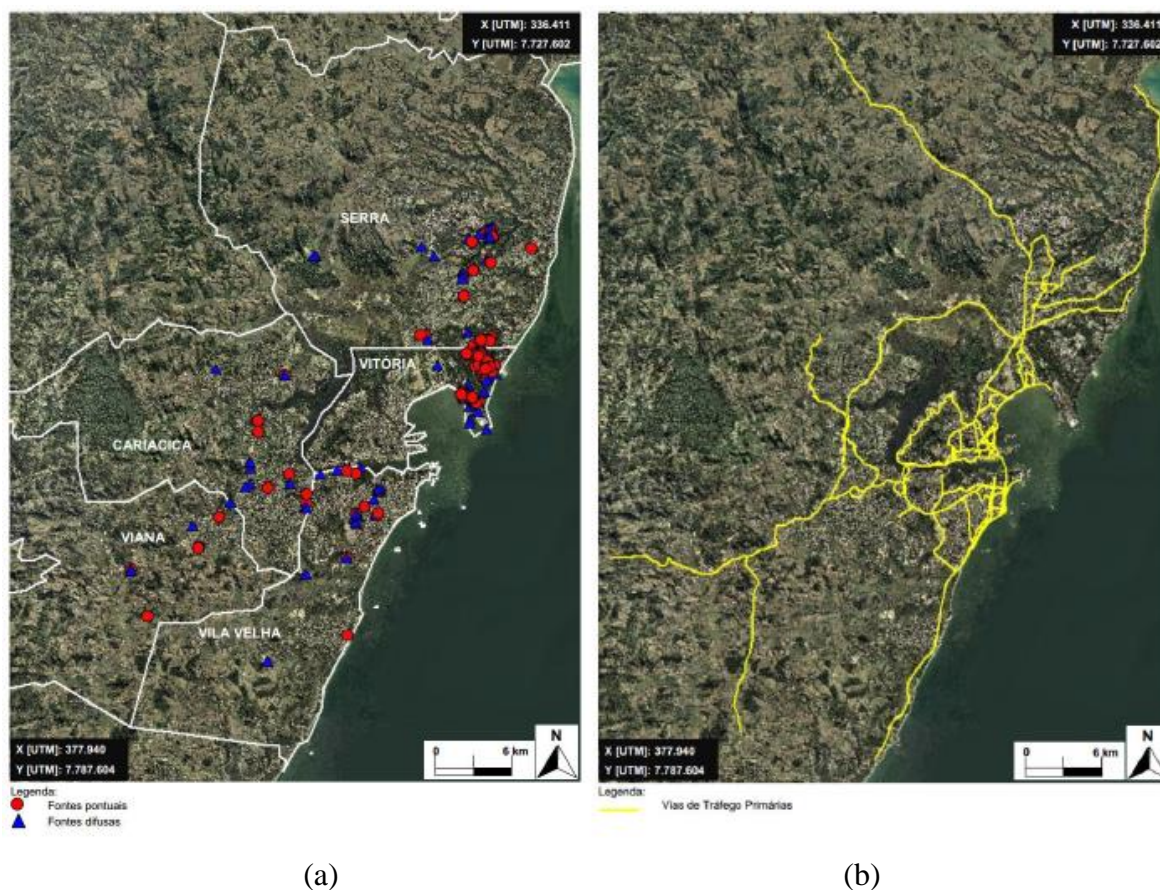 X [UTM]: 336.411
Y [UTM]: 7.727.602
SERRA
VITÓRIA
CARIACICA
VIANA
VILA VELHA
X [UTM]: 377.940
Y [UTM]: 7.787.604
0 6 km
N
Legenda:
Fontes pontuais
Fontes difusas
(a)
X [UTM]: 336.411
Y [UTM]: 7.727.602
X [UTM]: 377.940
Y [UTM]: 7.787.604
0 6 km
N
Legenda:
Vias de Tráfego Primárias
(b)